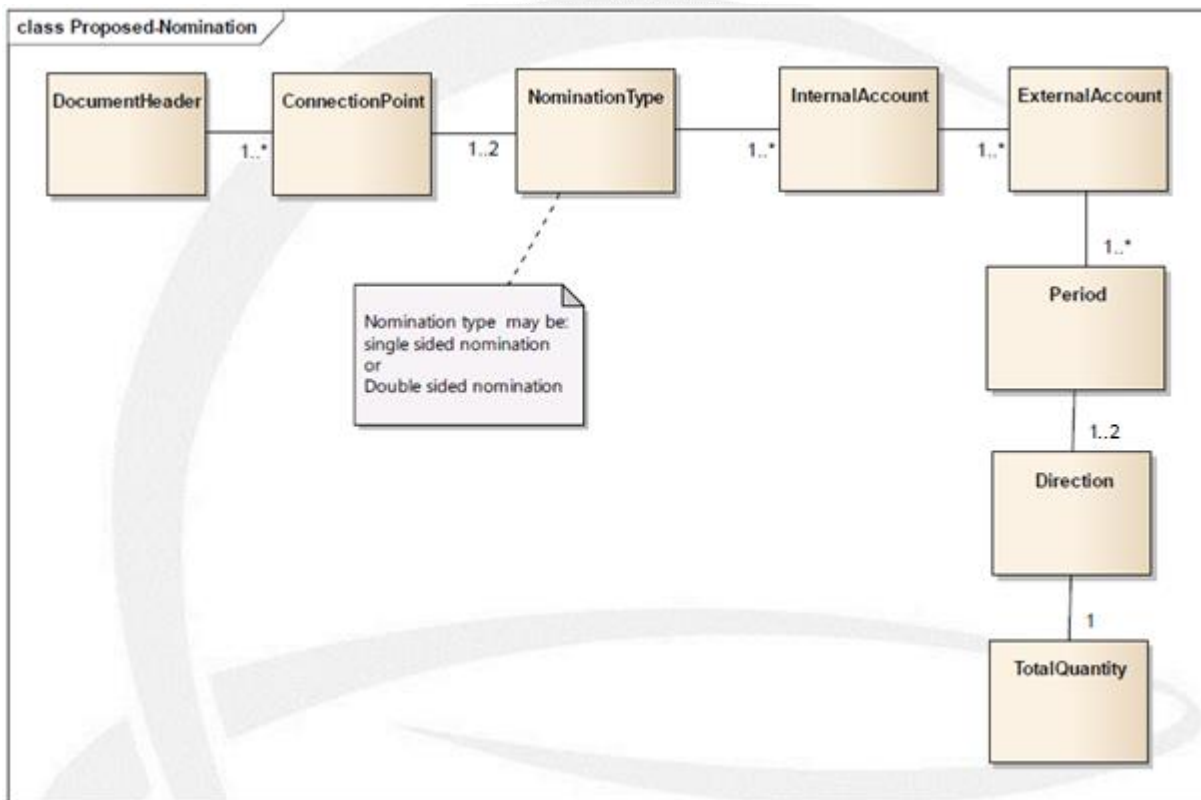 class Proposed-Nomination
DocumentHeader
ConnectionPoint
NominationType
InternalAccount
ExternalAccount
1..*
1..2
1..*
1..*
1..*
Nomination type may be:
single sided nomination
or
Double sided nomination
Period
1..2
Direction
1
TotalQuantity